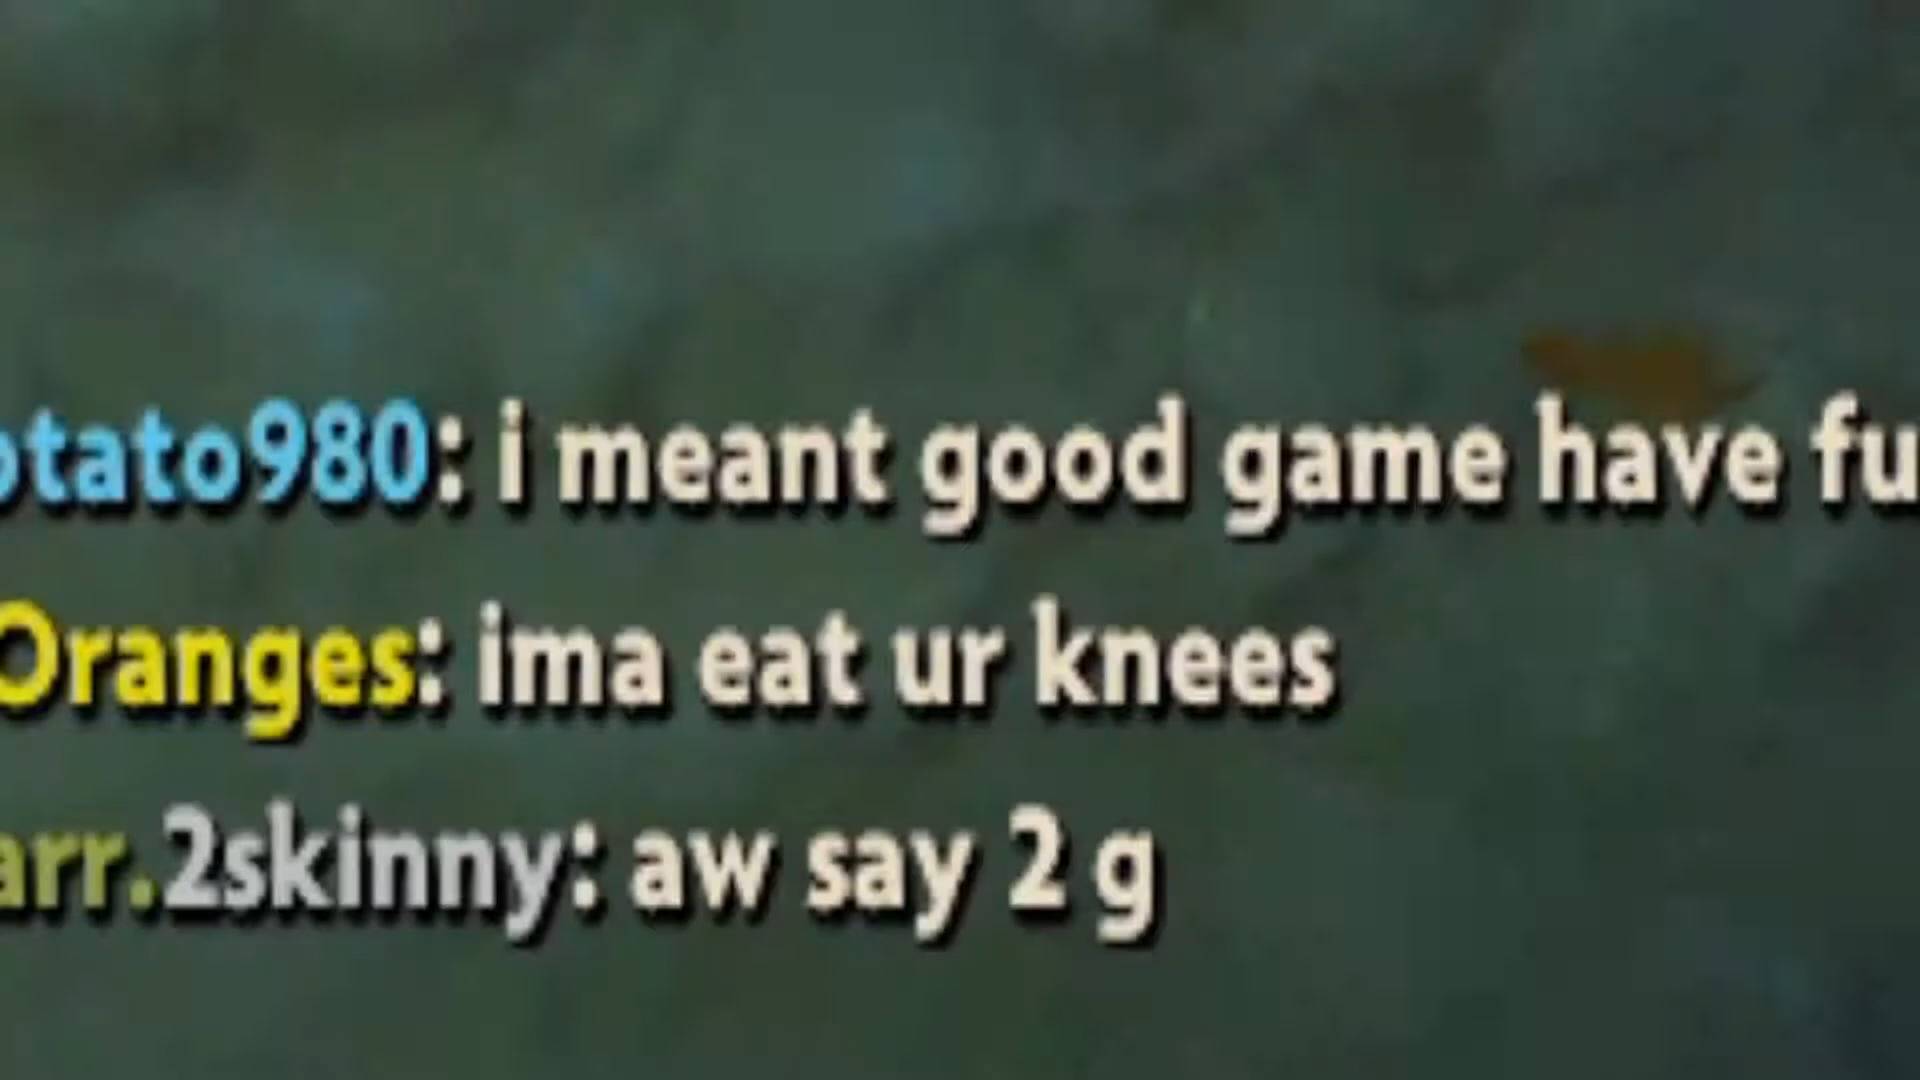 otato980: i meant good game have fu
Oranges: ima eat ur knees
arr.2skinny: aw say 2 g